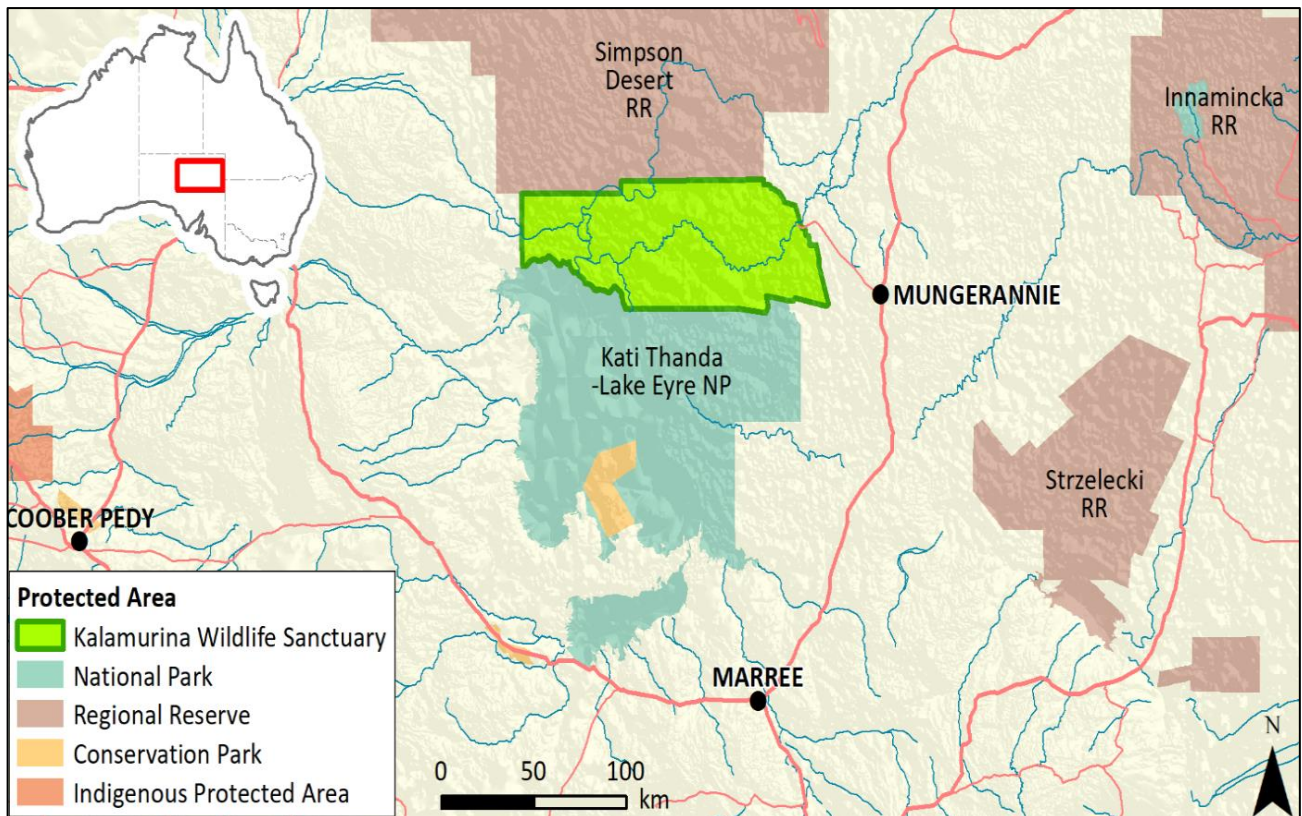 Simpson
Desert
RR
Innamincka
RR
MUNGERANNIE
Kati Thanda
-Lake Eyre NP
Strzelecki
RR
COOBER PEDY
MARREE
Protected Area
Kalamurina Wildlife Sanctuary
National Park
Regional Reserve
Conservation Park
Indigenous Protected Area
0 50 100
km
N